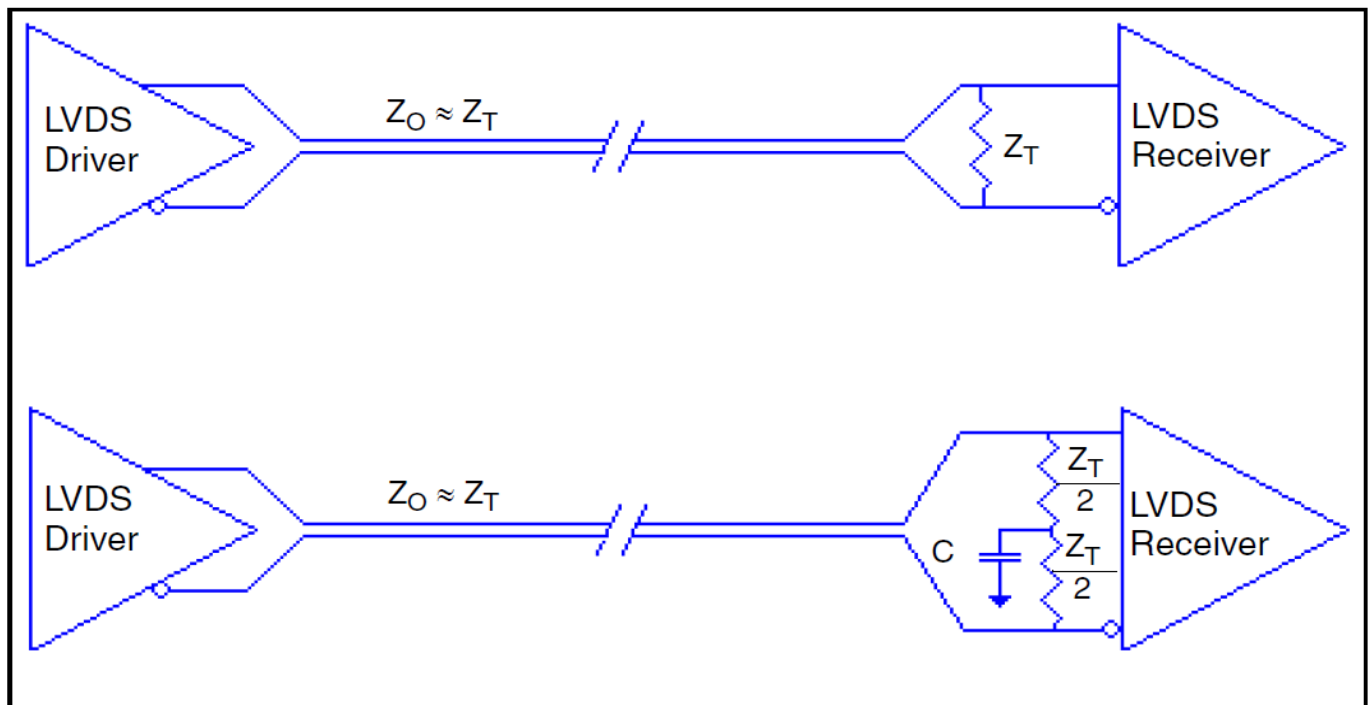 LVDS
Driver
Z_O ≈ Z_T
Z_T
LVDS
Receiver
LVDS
Driver
Z_O ≈ Z_T
C
Z_T
2
Z_T
2
LVDS
Receiver